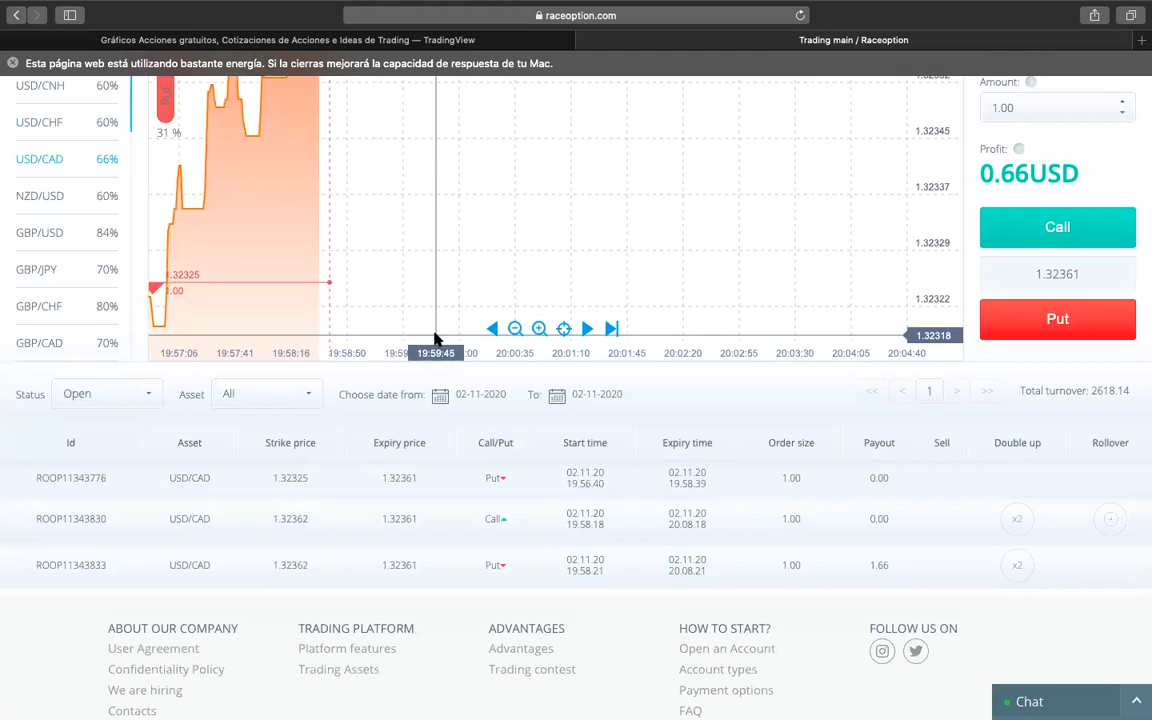 raceoption.com
Gráficos Acciones gratuitos, Cotizaciones de Acciones e Ideas de Trading — TradingView
Trading main / Raceoption
Esta página web está utilizando bastante energía. Si la cierras mejorará la capacidad de respuesta de tu Mac.
USD/CNH 60%
USD/CHF 60%
USD/CAD 66%
NZD/USD 60%
GBP/USD 84%
GBP/JPY 70%
GBP/CHF 80%
GBP/CAD 70%
Put
31 %
1.32325
1.00
1.32345
1.32337
1.32329
1.32322
1.32318
19:57:06 19:57:41 19:58:16 19:58:50 19:59:45 :00 20:00:35 20:01:10 20:01:45 20:02:20 20:02:55 20:03:30 20:04:05 20:04:40
Amount:
1.00
Profit:
0.66USD
Call
1.32361
Put
Status Open Asset All Choose date from: 02-11-2020 To: 02-11-2020 << < 1 > >> Total turnover: 2618.14
Id Asset Strike price Expiry price Call/Put Start time Expiry time Order size Payout Sell Double up Rollover
ROOP11343776 USD/CAD 1.32325 1.32361 Put 02.11.20 19.56.40 02.11.20 19.58.39 1.00 0.00
ROOP11343830 USD/CAD 1.32362 1.32361 Call 02.11.20 19.58.18 02.11.20 20.08.18 1.00 0.00 x2
ROOP11343833 USD/CAD 1.32362 1.32361 Put 02.11.20 19.58.21 02.11.20 20.08.21 1.00 1.66 x2
ABOUT OUR COMPANY
User Agreement
Confidentiality Policy
We are hiring
Contacts
TRADING PLATFORM
Platform features
Trading Assets
ADVANTAGES
Advantages
Trading contest
HOW TO START?
Open an Account
Account types
Payment options
FAQ
FOLLOW US ON
Chat